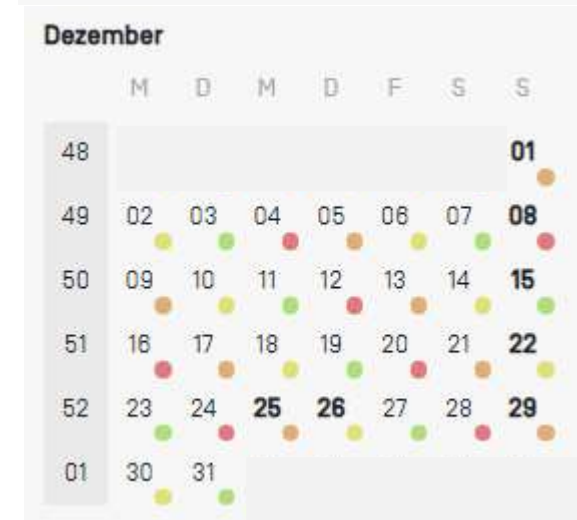 Dezember
M D M D F S S
48 01
49 02 03 04 05 06 07 08
50 09 10 11 12 13 14 15
51 16 17 18 19 20 21 22
52 23 24 25 26 27 28 29
01 30 31